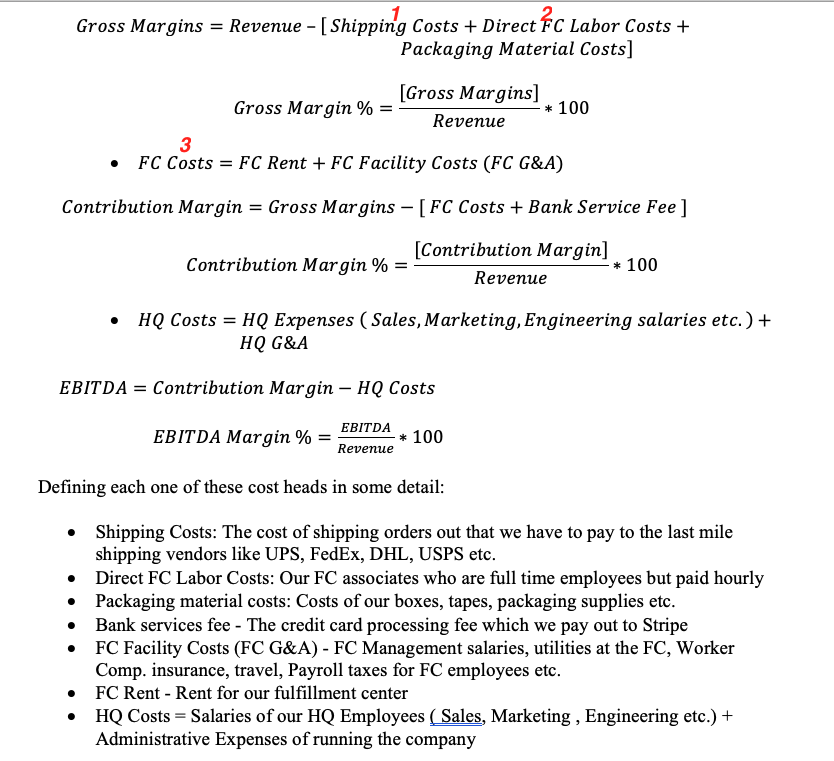 1 2
Gross Margins = Revenue – [ Shipping Costs + Direct FC Labor Costs +
Packaging Material Costs]
Gross Margin % = [Gross Margins] / Revenue * 100
3
• FC Costs = FC Rent + FC Facility Costs (FC G&A)
Contribution Margin = Gross Margins – [ FC Costs + Bank Service Fee ]
Contribution Margin % = [Contribution Margin] / Revenue * 100
• HQ Costs = HQ Expenses ( Sales, Marketing, Engineering salaries etc. ) +
HQ G&A
EBITDA = Contribution Margin – HQ Costs
EBITDA Margin % = EBITDA / Revenue * 100
Defining each one of these cost heads in some detail:
• Shipping Costs: The cost of shipping orders out that we have to pay to the last mile
shipping vendors like UPS, FedEx, DHL, USPS etc.
• Direct FC Labor Costs: Our FC associates who are full time employees but paid hourly
• Packaging material costs: Costs of our boxes, tapes, packaging supplies etc.
• Bank services fee - The credit card processing fee which we pay out to Stripe
• FC Facility Costs (FC G&A) - FC Management salaries, utilities at the FC, Worker
Comp. insurance, travel, Payroll taxes for FC employees etc.
• FC Rent - Rent for our fulfillment center
• HQ Costs = Salaries of our HQ Employees ( Sales, Marketing , Engineering etc.) +
Administrative Expenses of running the company